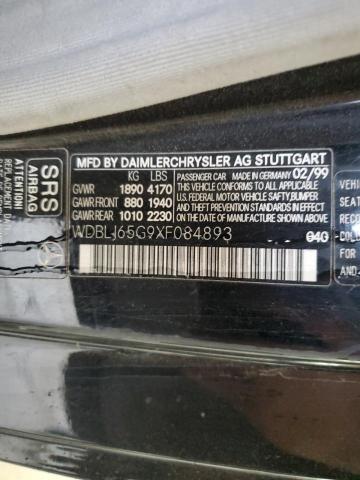 MFD BY DAIMLERCHRYSLER AG STUTTGART
KG LBS PASSENGER CAR MADE IN GERMANY 02/99
GVWR 1890 4170
GAWR FRONT 880 1940
GAWR REAR 1010 2230
THIS VEHICLE CONFORMS TO ALL APPLICABLE
U.S. FEDERAL MOTOR VEHICLE SAFETY,BUMPER
AND THEFT PREVENTION STANDARDS IN EFFECT
ON THE DATE OF MANUFACTURE SHOWN ABOVE
WDBLJ65G9XF084893 040
SRS
AIRBAG
ATTENTION
REPLACEMENT
SEAT